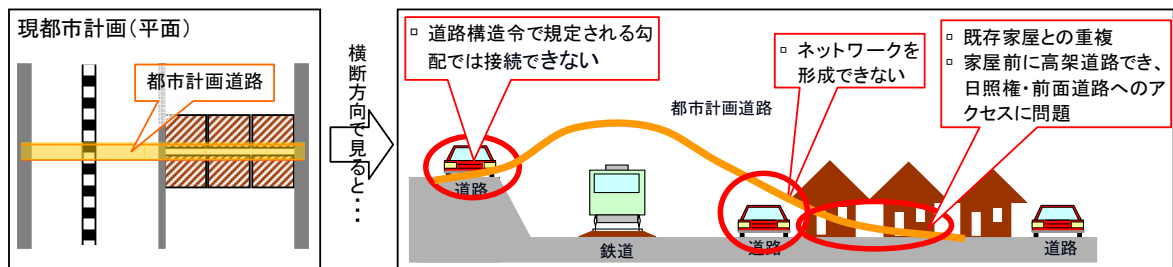 現都市計画(平面)
都市計画道路
横断方向で見ると・・・
▫ 道路構造令で規定される勾
配では接続できない
▫ ネットワークを
形成できない
▫ 既存家屋との重複
▫ 家屋前に高架道路でき、
日照権・前面道路へのア
クセスに問題
都市計画道路
道路
鉄道
道路
道路